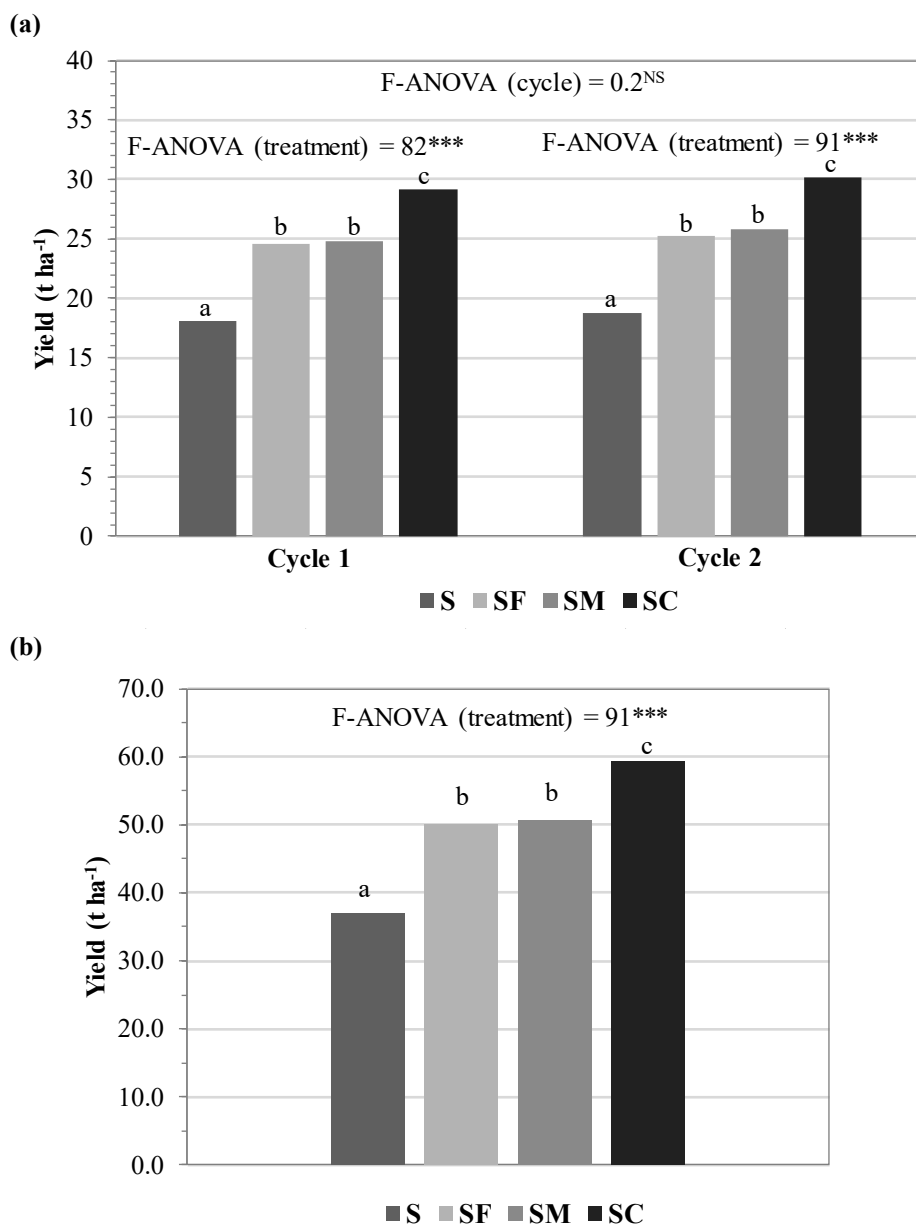 (a)
40
F-ANOVA (cycle) = 0.2ᴺˢ
35
F-ANOVA (treatment) = 82***
F-ANOVA (treatment) = 91***
30
c
c
25
b
b
b
b
20
a
a
15
10
5
0
Yield (t ha⁻¹)
Cycle 1
Cycle 2
S SF SM SC
(b)
70.0
F-ANOVA (treatment) = 91***
60.0
c
50.0
b
b
40.0
a
30.0
20.0
10.0
0.0
Yield (t ha⁻¹)
S SF SM SC